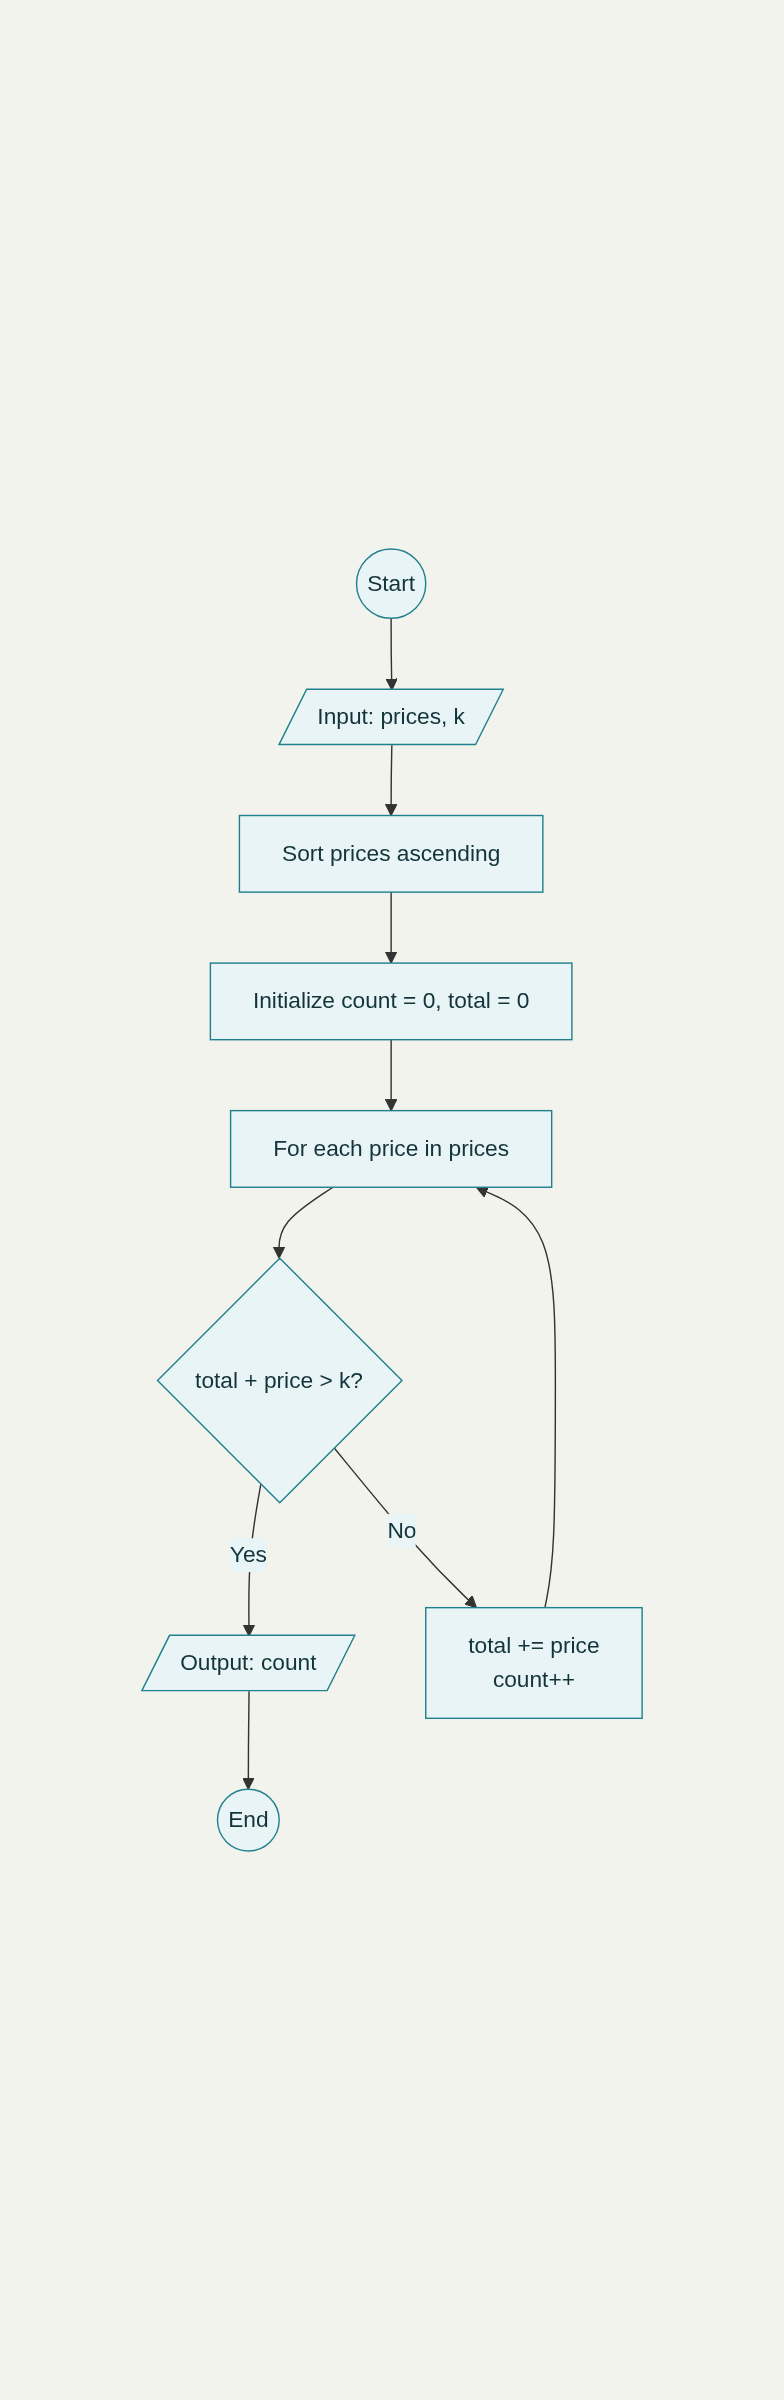 Start
Input: prices, k
Sort prices ascending
Initialize count = 0, total = 0
For each price in prices
total + price > k?
No
Yes
total += price
count++
Output: count
End